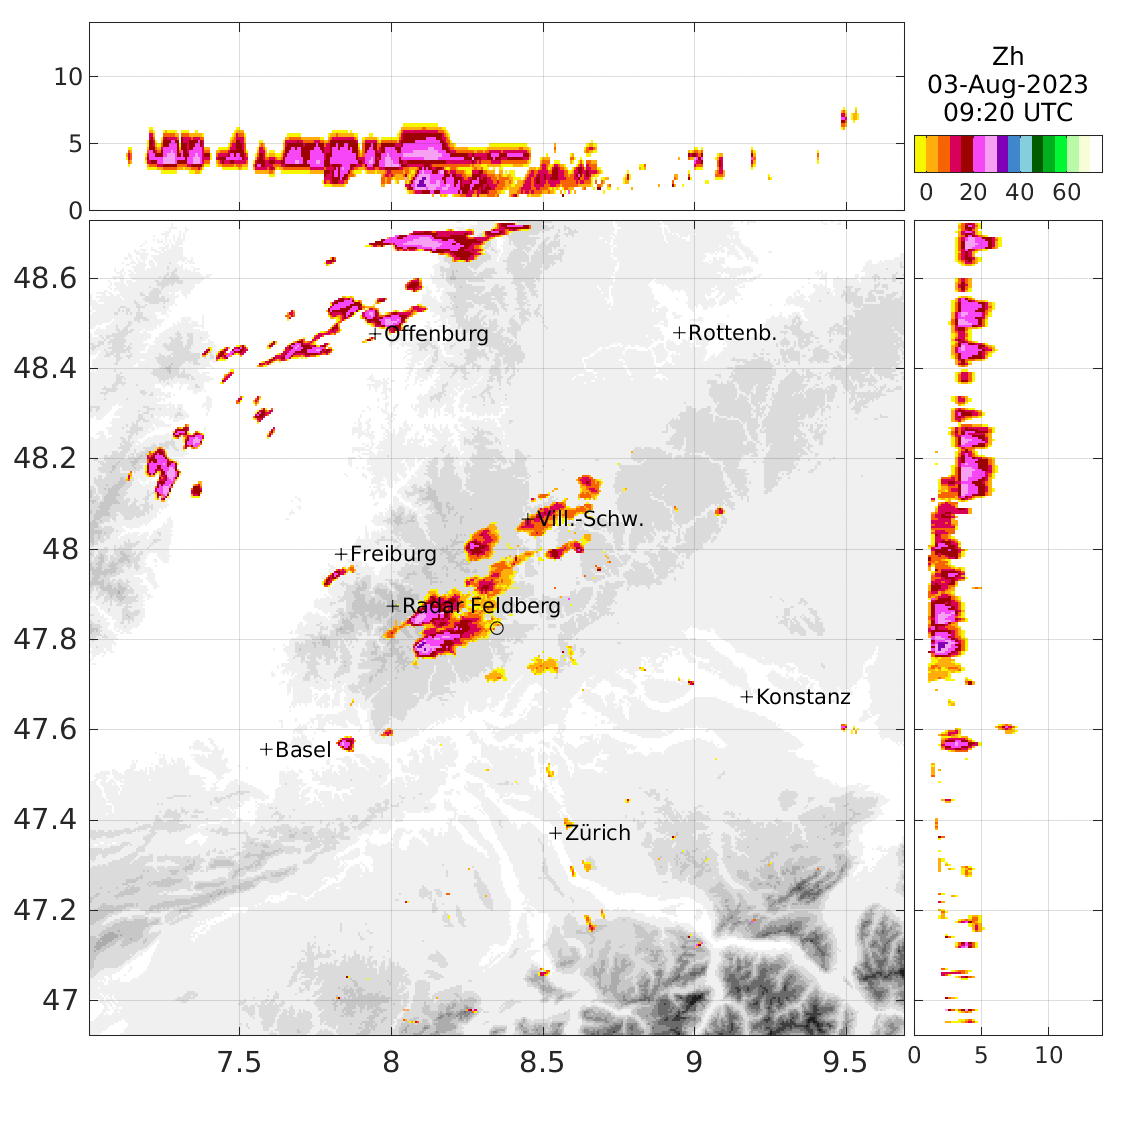 Zh
03-Aug-2023
09:20 UTC
10
5
0
0 20 40 60
48.6
48.4
48.2
48
47.8
47.6
47.4
47.2
47
Offenburg
Rottenb.
Vill.-Schw.
Freiburg
Radar Feldberg
Konstanz
Basel
Zürich
7.5 8 8.5 9 9.5
0 5 10